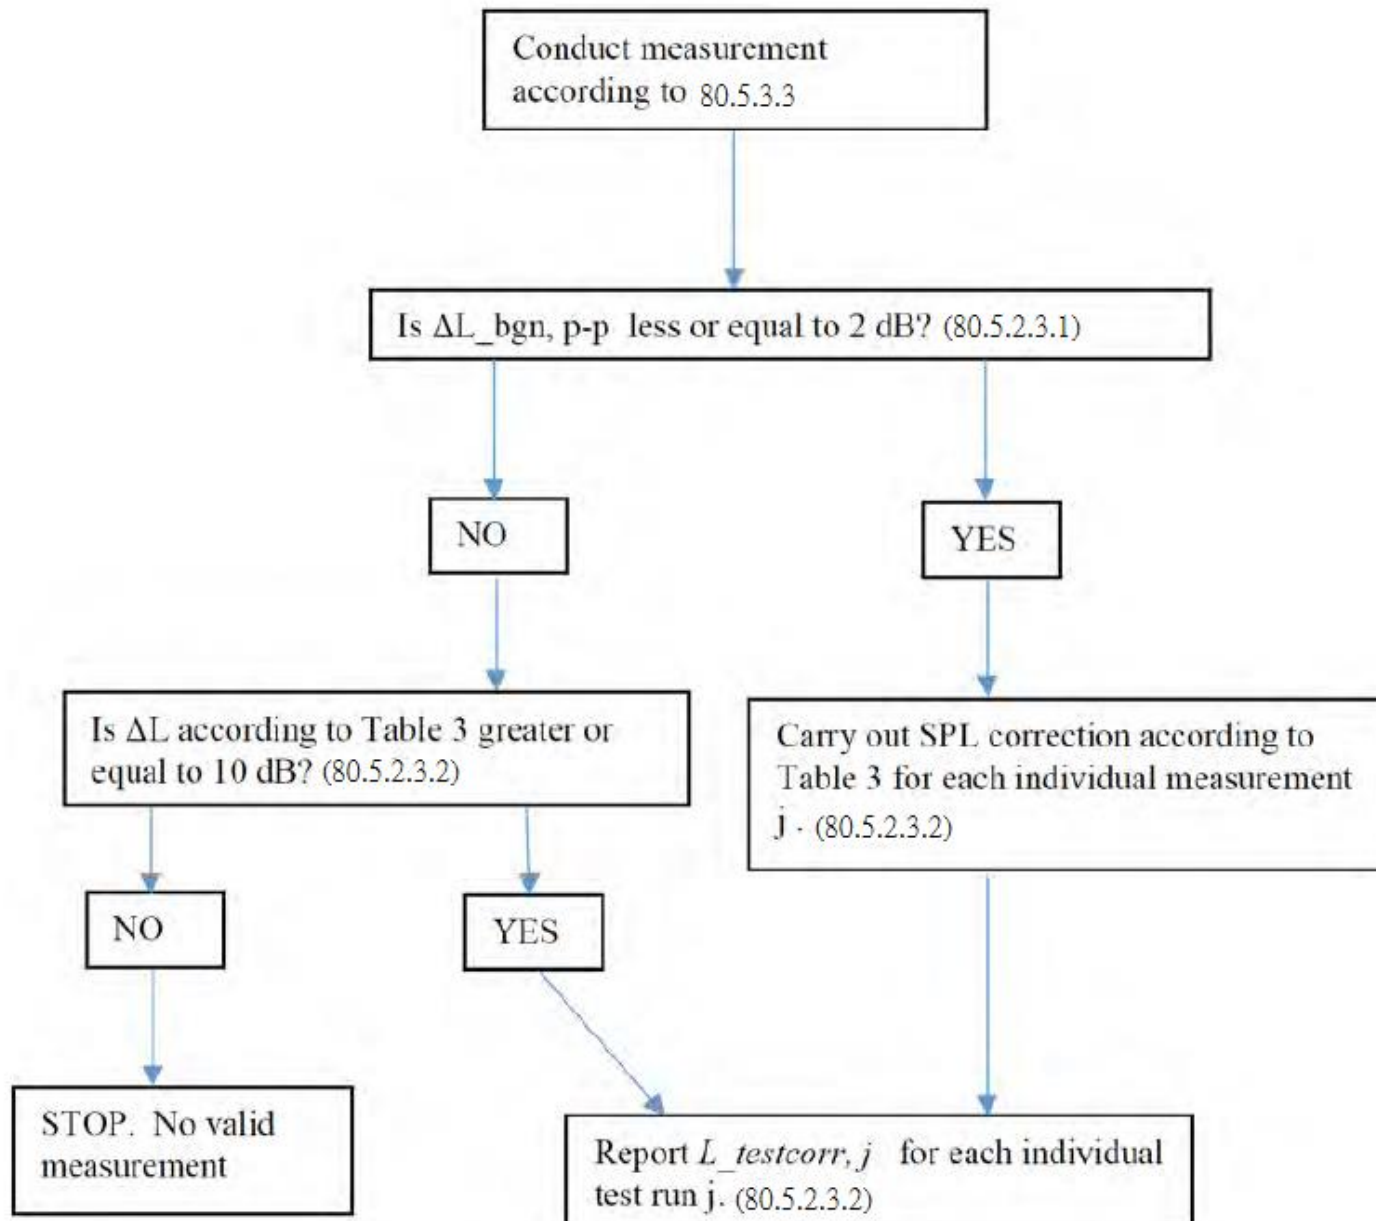 Conduct measurement
according to 80.5.3.3
Is ΔL_bgn, p-p less or equal to 2 dB? (80.5.2.3.1)
NO
YES
Is ΔL according to Table 3 greater or
equal to 10 dB? (80.5.2.3.2)
Carry out SPL correction according to
Table 3 for each individual measurement
j . (80.5.2.3.2)
NO
YES
STOP. No valid
measurement
Report L_testcorr, j for each individual
test run j. (80.5.2.3.2)